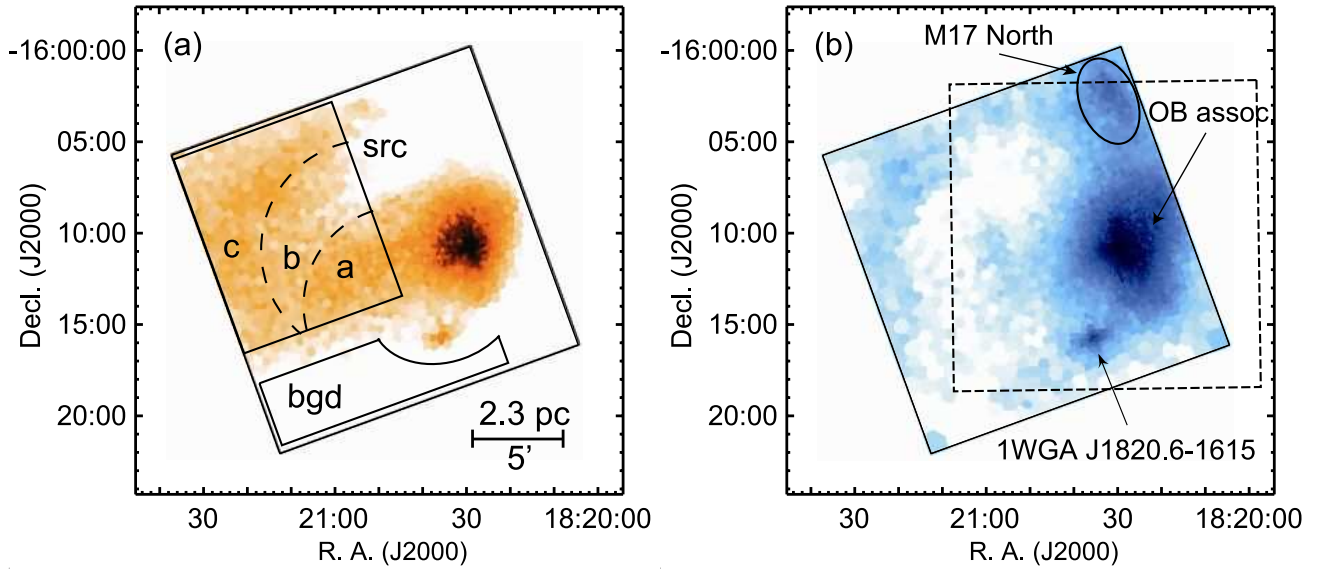 (a)
-16:00:00
05:00
10:00
15:00
20:00
Decl. (J2000)
src
c
b
a
bgd
2.3 pc
5’
30
21:00
30
18:20:00
R. A. (J2000)
(b)
M17 North
OB assoc
1WGA J1820.6-1615
-16:00:00
05:00
10:00
15:00
20:00
Decl. (J2000)
30
21:00
30
18:20:00
R. A. (J2000)